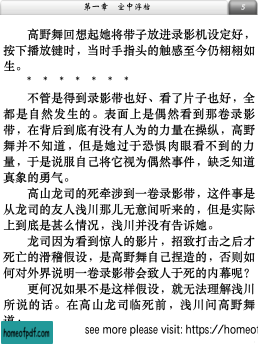 第一章 空中浮棺
3
高野舞回想起她将带子放进录影机设定好，
按下播放键时，当时手指头的触感至今仍栩栩如
生。
* * * * * * *
不管是得到录影带也好、看了片子也好，全
都是自然发生的。表面上是偶然看到那卷录影
带，在背后到底有没有人为的力量在操纵，高野
舞并不知道，但是她过于恐惧肉眼看不到的力
量，于是说服自己将它视为偶然事件，缺乏知道
真象的勇气。
高山龙司的死牵涉到一卷录影带，这件事是
从龙司的友人浅川那儿无意间听来的，但是实际
上到底是甚么情况，浅川并没有告诉她。
龙司因为看到惊人的影片，招致打击之后才
死亡的滑稽假设，是高野舞自己捏造的，否则如
何对外界说明一卷录影带会致人于死的内幕呢？
更何况如果不是这样假设，就无法理解浅川
所说的话。在高山龙司临死前，浅川问高野舞
homeofpdf.com
see more please visit: https://homeof